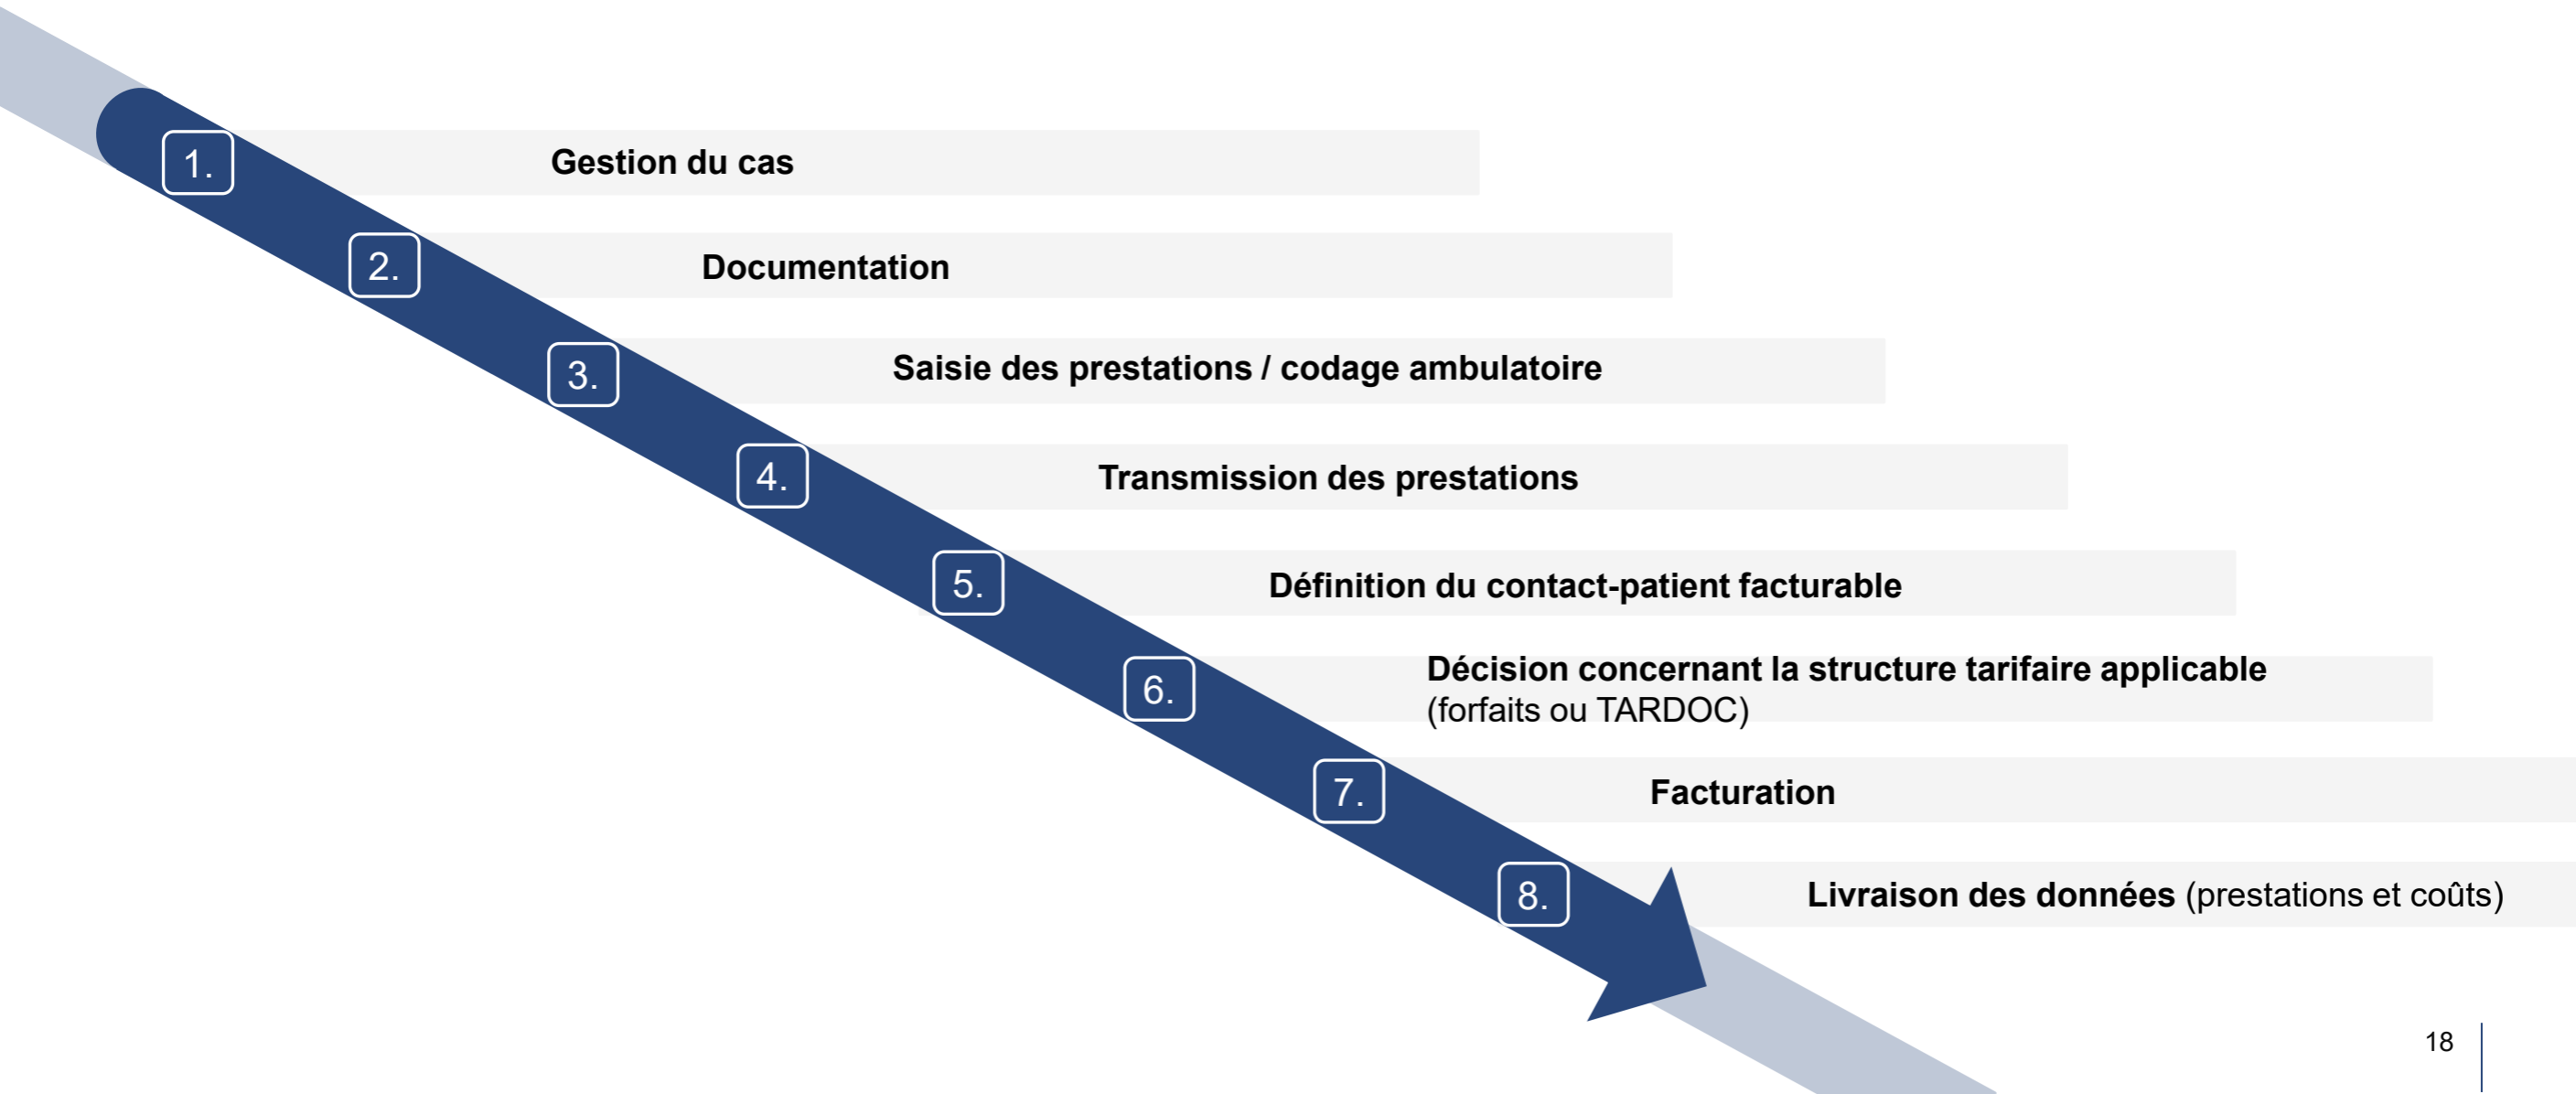 1.
Gestion du cas
2.
Documentation
3.
Saisie des prestations / codage ambulatoire
4.
Transmission des prestations
5.
Définition du contact-patient facturable
6.
Décision concernant la structure tarifaire applicable
(forfaits ou TARDOC)
7.
Facturation
8.
Livraison des données (prestations et coûts)
18